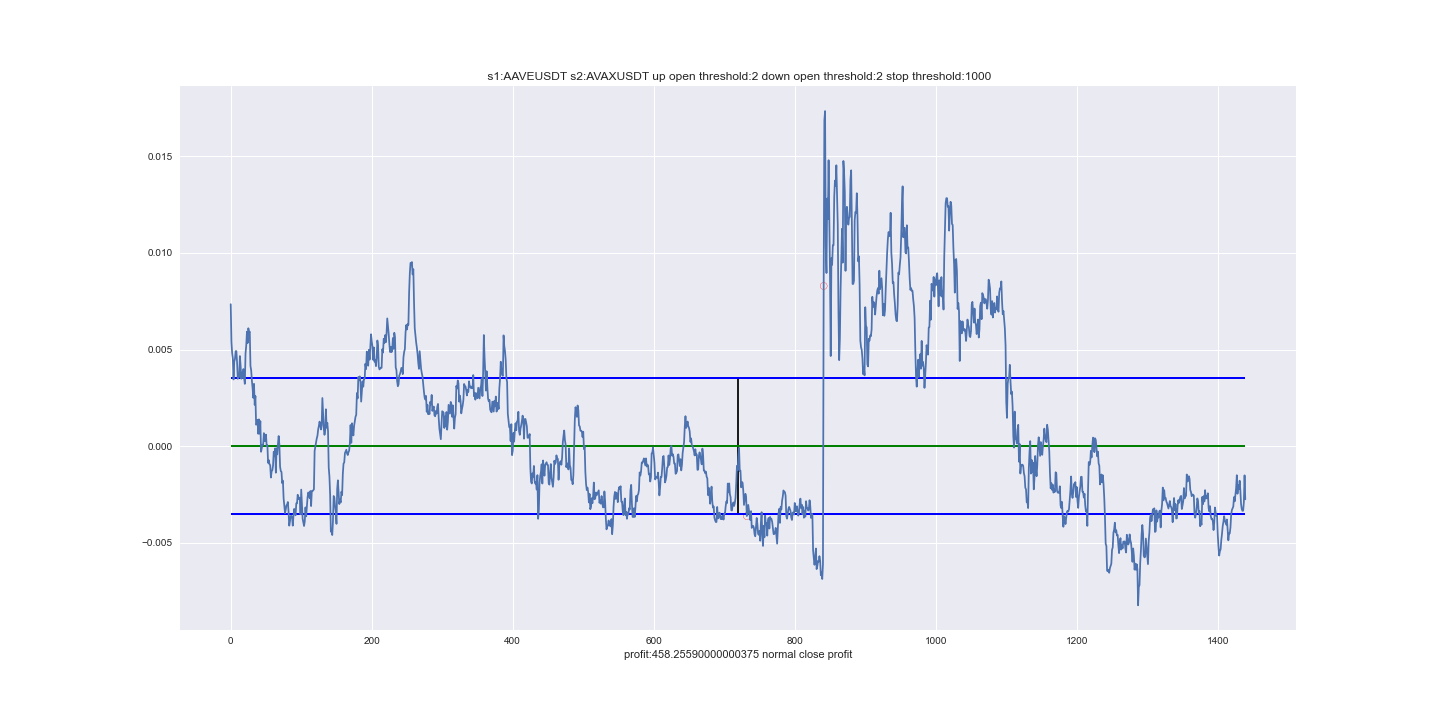 s1:AAVEUSDT s2:AVAXUSDT up open threshold:2 down open threshold:2 stop threshold:1000
0.015
0.010
0.005
0.000
−0.005
0 200 400 600 800 1000 1200 1400
profit:458.25590000000375 normal close profit